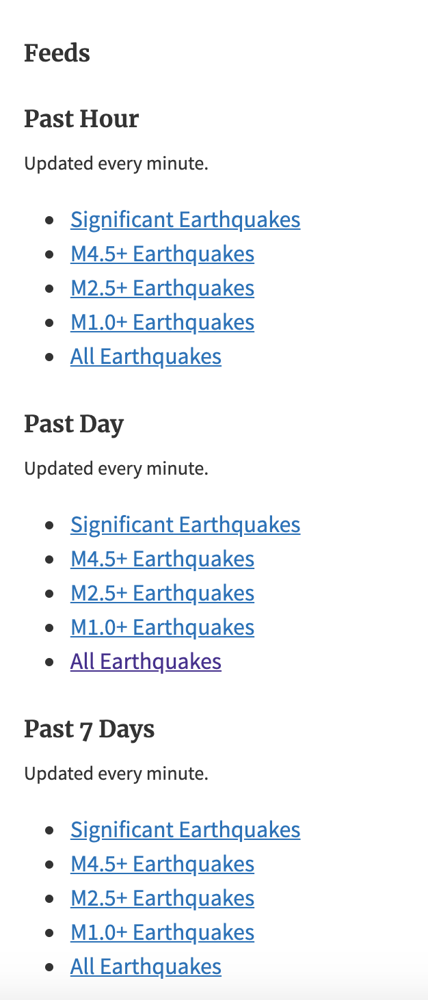 Feeds
Past Hour
Updated every minute.
Significant Earthquakes
M4.5+ Earthquakes
M2.5+ Earthquakes
M1.0+ Earthquakes
All Earthquakes
Past Day
Updated every minute.
Significant Earthquakes
M4.5+ Earthquakes
M2.5+ Earthquakes
M1.0+ Earthquakes
All Earthquakes
Past 7 Days
Updated every minute.
Significant Earthquakes
M4.5+ Earthquakes
M2.5+ Earthquakes
M1.0+ Earthquakes
All Earthquakes